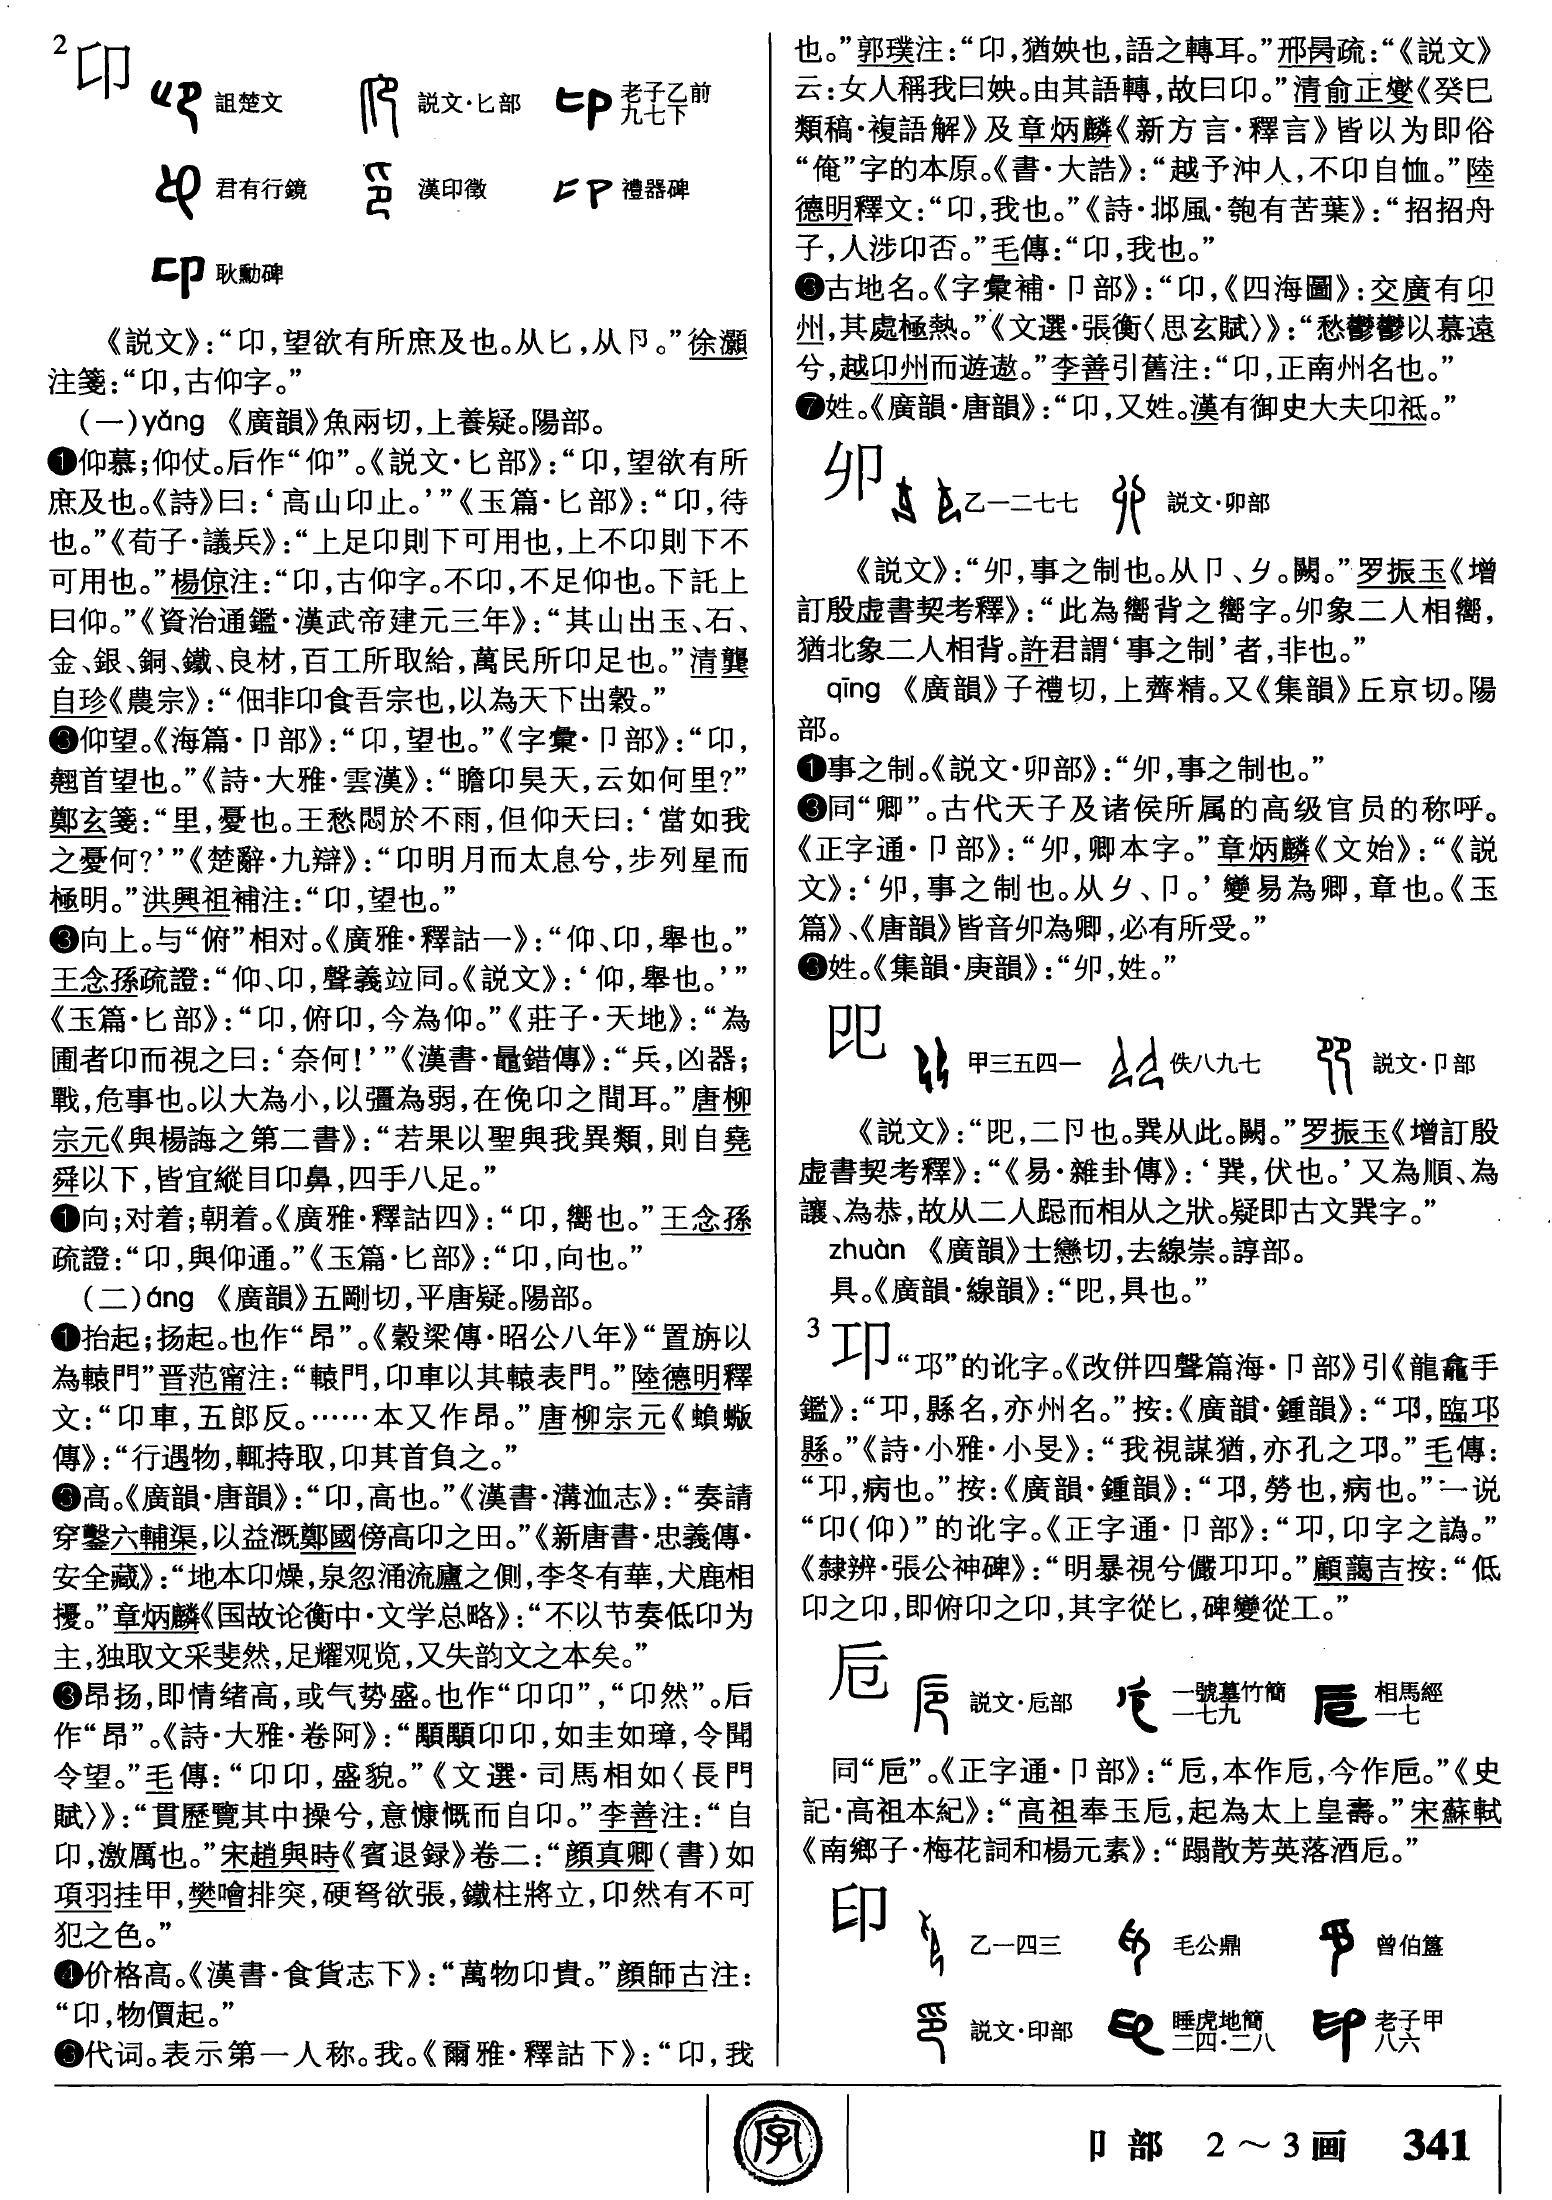 2
卬
詛楚文
説文·匕部
老子乙前
九七下
君有行鏡
漢印徵
禮器碑
耿勳碑
《説文》：“卬，望欲有所庶及也。从匕，从卩。”徐灝
注箋：“卬，古仰字。”
(一)yǎng 《廣韻》魚兩切，上養疑。陽部。
❶仰慕；仰仗。后作“仰”。《説文·匕部》：“卬，望欲有所
庶及也。《詩》曰：‘高山卬止。’”《玉篇·匕部》：“卬，待
也。”《荀子·議兵》：“上足卬則下可用也，上不卬則下不
可用也。”楊倞注：“卬，古仰字。不卬，不足仰也。下託上
曰仰。”《資治通鑑·漢武帝建元三年》：“其山出玉、石、
金、銀、銅、鐵、良材，百工所取給，萬民所卬足也。”清龔
自珍《農宗》：“佃非卬食吾宗也，以為天下出穀。”
❸仰望。《海篇·卩部》：“卬，望也。”《字彙·卩部》：“卬，
翹首望也。”《詩·大雅·雲漢》：“瞻卬昊天，云如何里?”
鄭玄箋：“里，憂也。王愁悶於不雨，但仰天曰：‘當如我
之憂何?’”《楚辭·九辯》：“卬明月而太息兮，步列星而
極明。”洪興祖補注：“卬，望也。”
❸向上。与“俯”相对。《廣雅·釋詁一》：“仰、卬，舉也。”
王念孫疏證：“仰、卬，聲義竝同。《説文》：‘仰，舉也。’”
《玉篇·匕部》：“卬，俯卬，今為仰。”《莊子·天地》：“為
圃者卬而視之曰：‘奈何！’”《漢書·鼂錯傳》：“兵，凶器；
戰，危事也。以大為小，以彊為弱，在俛卬之間耳。”唐柳
宗元《與楊誨之第二書》：“若果以聖與我異類，則自堯
舜以下，皆宜縱目卬鼻，四手八足。”
❶向；对着；朝着。《廣雅·釋詁四》：“卬，嚮也。”王念孫
疏證：“卬，與仰通。”《玉篇·匕部》：“卬，向也。”
(二)áng 《廣韻》五剛切，平唐疑。陽部。
❶抬起；扬起。也作“昂”。《穀梁傳·昭公八年》“置旃以
為轅門”晋范甯注：“轅門，卬車以其轅表門。”陸德明釋
文：“卬車，五郎反。……本又作昂。”唐柳宗元《蝜蝂
傳》：“行遇物，輒持取，卬其首負之。”
❸高。《廣韻·唐韻》：“卬，高也。”《漢書·溝洫志》：“奏請
穿鑿六輔渠，以益溉鄭國傍高卬之田。”《新唐書·忠義傳·
安全藏》：“地本卬燥，泉忽涌流廬之側，李冬有華，犬鹿相
擾。”章炳麟《国故论衡中·文学总略》：“不以节奏低卬为
主，独取文采斐然，足耀观览，又失韵文之本矣。”
❸昂扬，即情绪高，或气势盛。也作“卬卬”，“卬然”。后
作“昂”。《詩·大雅·卷阿》：“顒顒卬卬，如圭如璋，令聞
令望。”毛傳：“卬卬，盛貌。”《文選·司馬相如〈長門
賦〉》：“貫歷覽其中操兮，意慷慨而自卬。”李善注：“自
卬，激厲也。”宋趙與時《賓退録》卷二：“顔真卿(書)如
項羽挂甲，樊噲排突，硬弩欲張，鐵柱將立，卬然有不可
犯之色。”
❹价格高。《漢書·食貨志下》：“萬物卬貴。”顔師古注：
“卬，物價起。”
❸代词。表示第一人称。我。《爾雅·釋詁下》：“卬，我
也。”郭璞注：“卬，猶姎也，語之轉耳。”邢昺疏：“《説文》
云：女人稱我曰姎。由其語轉，故曰卬。”清俞正燮《癸巳
類稿·複語解》及章炳麟《新方言·釋言》皆以为即俗
“俺”字的本原。《書·大誥》：“越予沖人，不卬自恤。”陸
德明釋文：“卬，我也。”《詩·邶風·匏有苦葉》：“招招舟
子，人涉卬否。”毛傳：“卬，我也。”
❸古地名。《字彙補·卩部》：“卬，《四海圖》：交廣有卬
州，其處極熱。”《文選·張衡〈思玄賦〉》：“愁鬱鬱以慕遠
兮，越卬州而遊遨。”李善引舊注：“卬，正南州名也。”
❼姓。《廣韻·唐韻》：“卬，又姓。漢有御史大夫卬祗。”
𠨍
乙一二七七
説文·卯部
《説文》：“𠨍，事之制也。从卩、𠂎。闕。”罗振玉《增
訂殷虚書契考釋》：“此為嚮背之嚮字。𠨍象二人相嚮，
猶北象二人相背。許君謂‘事之制’者，非也。”
qīng 《廣韻》子禮切，上薺精。又《集韻》丘京切。陽
部。
❶事之制。《説文·卯部》：“𠨍，事之制也。”
❸同“卿”。古代天子及诸侯所属的高级官员的称呼。
《正字通·卩部》：“𠨍，卿本字。”章炳麟《文始》：“《説
文》：‘𠨍，事之制也。从𠂎、卩。’變易為卿，章也。《玉
篇》、《唐韻》皆音𠨍為卿，必有所受。”
❸姓。《集韻·庚韻》：“𠨍，姓。”
㔾
甲三五四一
佚八九七
説文·卩部
《説文》：“𠨎，二卩也。巽从此。闕。”罗振玉《增訂殷
虚書契考釋》：“《易·雜卦傳》：‘巽，伏也。’又為順、為
讓、為恭，故从二人跽而相从之狀。疑即古文巽字。”
zhuàn 《廣韻》士戀切，去線崇。諄部。
具。《廣韻·線韻》：“𠨎，具也。”
3
卭
“邛”的讹字。《改併四聲篇海·卩部》引《龍龕手
鑑》：“卭，縣名，亦州名。”按：《廣韻·鍾韻》：“邛，臨邛
縣。”《詩·小雅·小旻》：“我視謀猶，亦孔之邛。”毛傳：
“卭，病也。”按：《廣韻·鍾韻》：“邛，勞也，病也。”一说
“卬(仰)”的讹字。《正字通·卩部》：“卭，卬字之譌。”
《隸辨·張公神碑》：“明暴視兮儼卭卭。”顧藹吉按：“低
卬之卬，即俯卬之卬，其字從匕，碑變從工。”
卮
説文·卮部
一號墓竹簡
一七九
相馬經
一七
同“巵”。《正字通·卩部》：“卮，本作卮，今作巵。”《史
記·高祖本紀》：“高祖奉玉卮，起為太上皇壽。”宋蘇軾
《南鄉子·梅花詞和楊元素》：“蹋散芳英落酒卮。”
印
乙一四三
毛公鼎
曾伯簠
説文·印部
睡虎地簡
二四·二八
老子甲
八六
字
卩部 2～3画 341